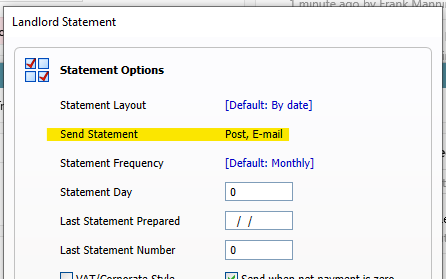 1 minute ago by Frank Mannin
Landlord Statement
Statement Options
Statement Layout [Default: By date]
Send Statement Post, E-mail
Statement Frequency [Default: Monthly]
Statement Day 0
Last Statement Prepared / /
Last Statement Number 0
VAT/Corporate Style Send when net payment is zero